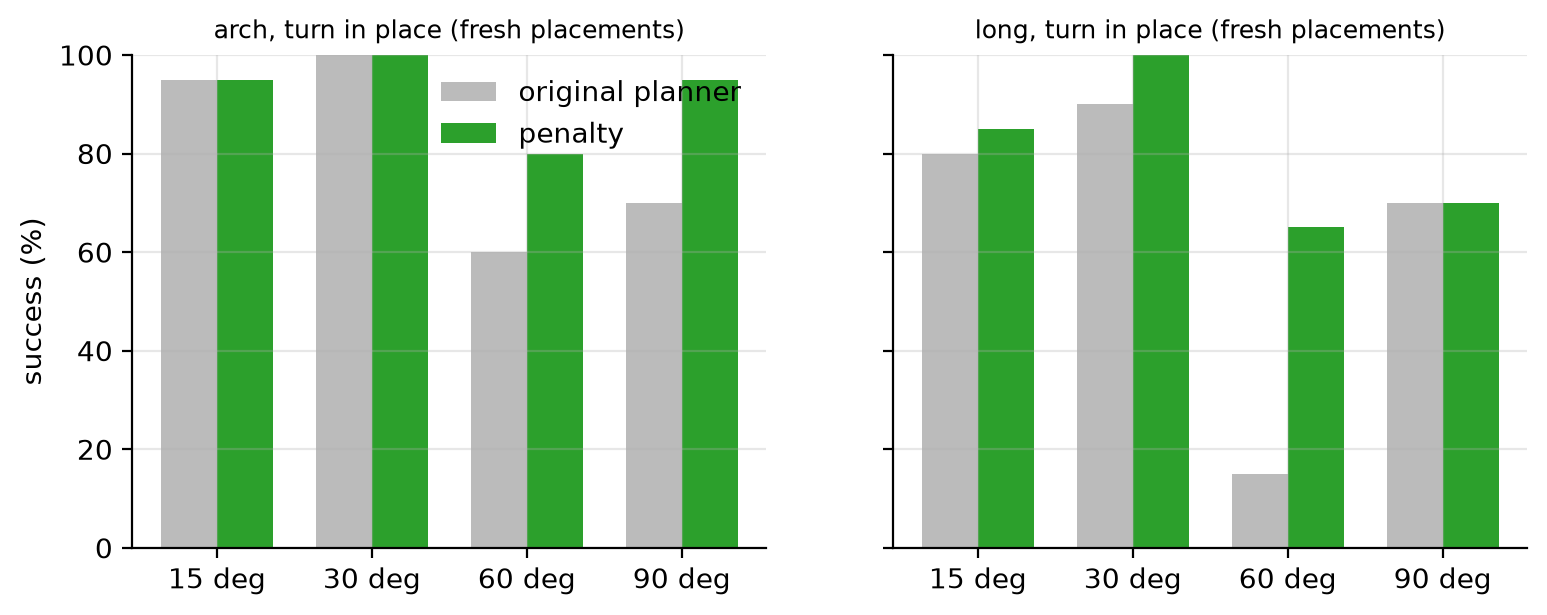 arch, turn in place (fresh placements)
success (%)
100
80
60
40
20
0
original planner
penalty
15 deg
30 deg
60 deg
90 deg
long, turn in place (fresh placements)
15 deg
30 deg
60 deg
90 deg